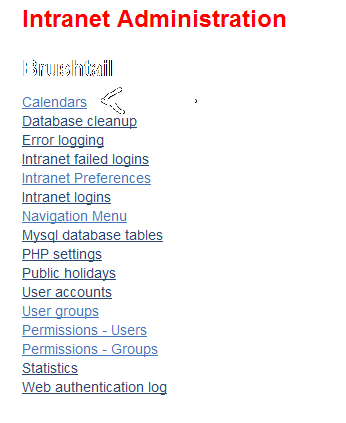 Intranet Administration
Brushtail
Calendars
Database cleanup
Error logging
Intranet failed logins
Intranet Preferences
Intranet logins
Navigation Menu
Mysql database tables
PHP settings
Public holidays
User accounts
User groups
Permissions - Users
Permissions - Groups
Statistics
Web authentication log